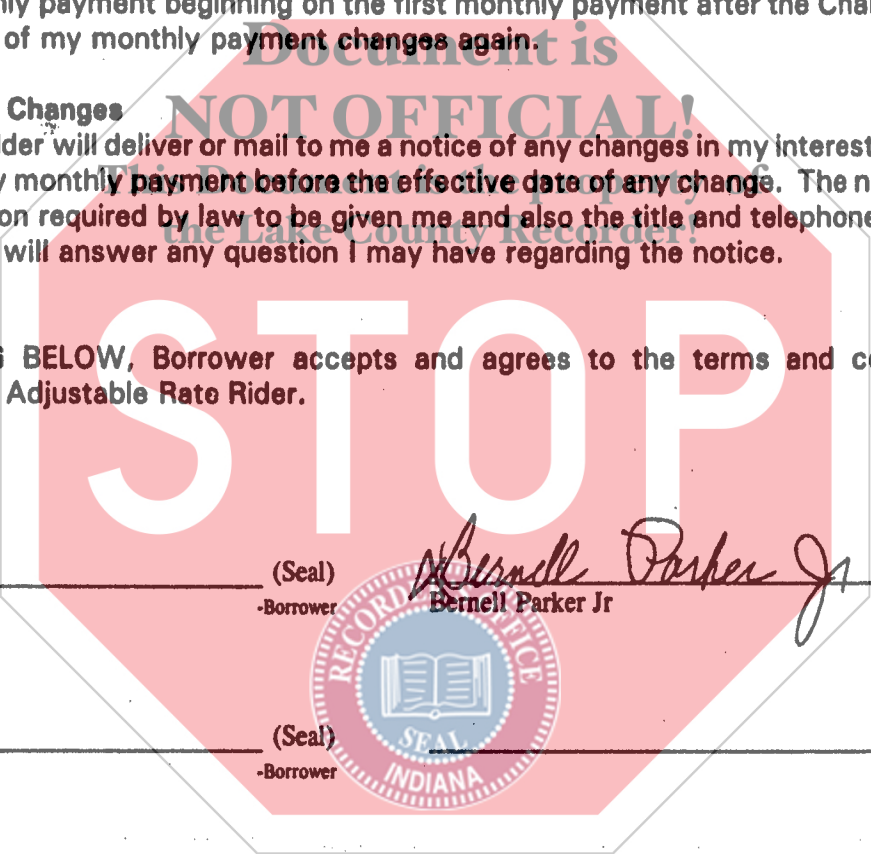 ly payment beginning on the first monthly payment after the Cha
of my monthly payment changes again.
Document is
Changes
NOT OFFICIAL!
der will deliver or mail to me a notice of any changes in my interest
y monthly payment before the effective date of any change. The n
This Document is the property
on required by law to be given me and also the title and telephone
the Lake County Recorder!
will answer any question I may have regarding the notice.
STOP
BELOW, Borrower accepts and agrees to the terms and co
Adjustable Rate Rider.
Bernell Parker Jr
(Seal)
-Borrower
Bernell Parker Jr
RECORDER'S OFFICE
SEAL
INDIANA
(Seal)
-Borrower